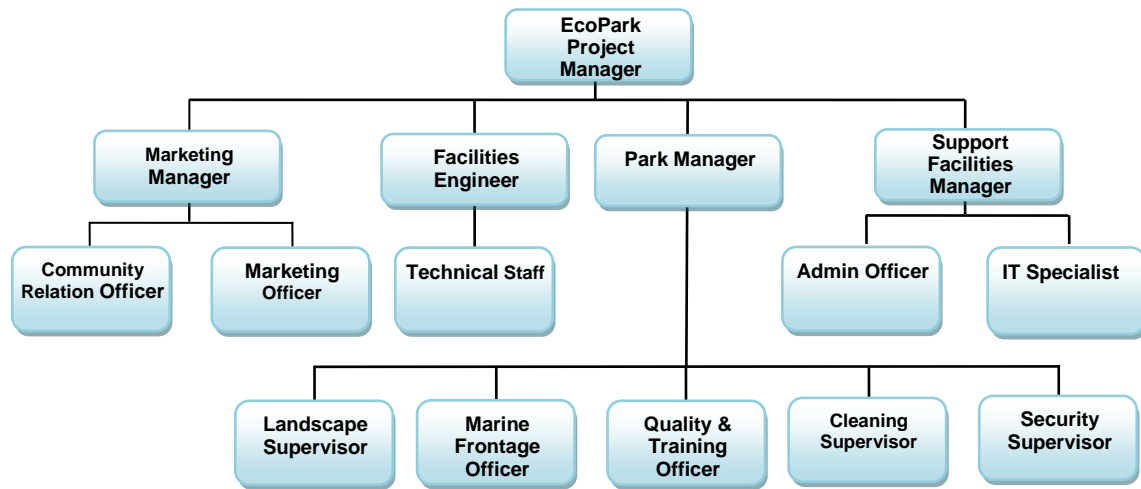 EcoPark
Project
Manager
Marketing
Manager
Facilities
Engineer
Park Manager
Support
Facilities
Manager
Community
Relation Officer
Marketing
Officer
Technical Staff
Admin Officer
IT Specialist
Landscape
Supervisor
Marine
Frontage
Officer
Quality &
Training
Officer
Cleaning
Supervisor
Security
Supervisor